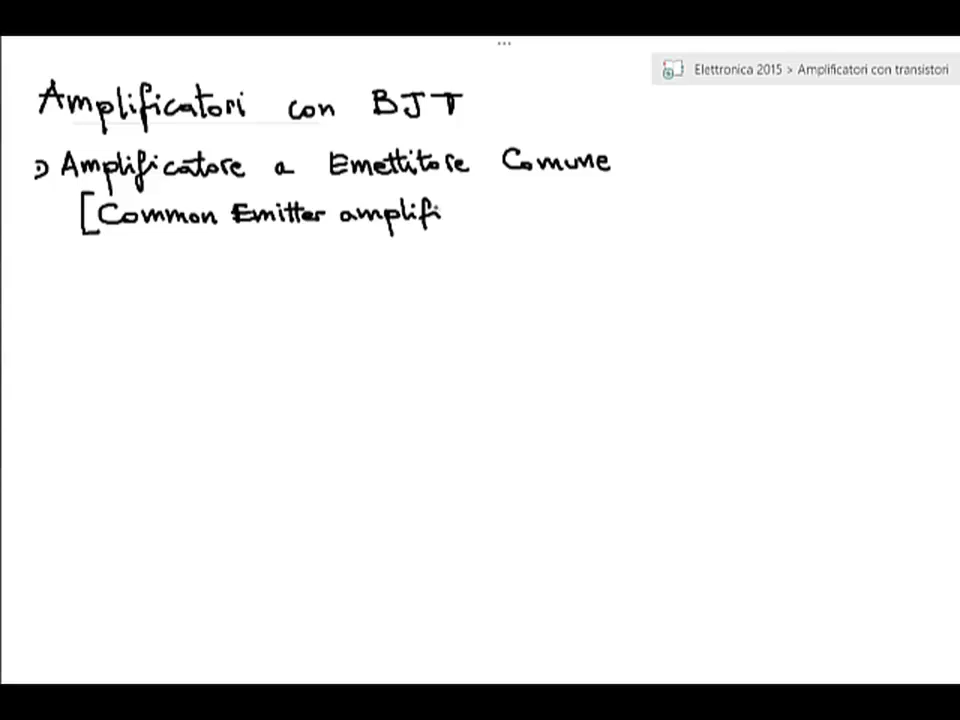 ...
Elettronica 2015 > Amplificatori con transistori
Amplificatori con BJT
Amplificatore a Emettitore Comune
[Common Emitter amplifi